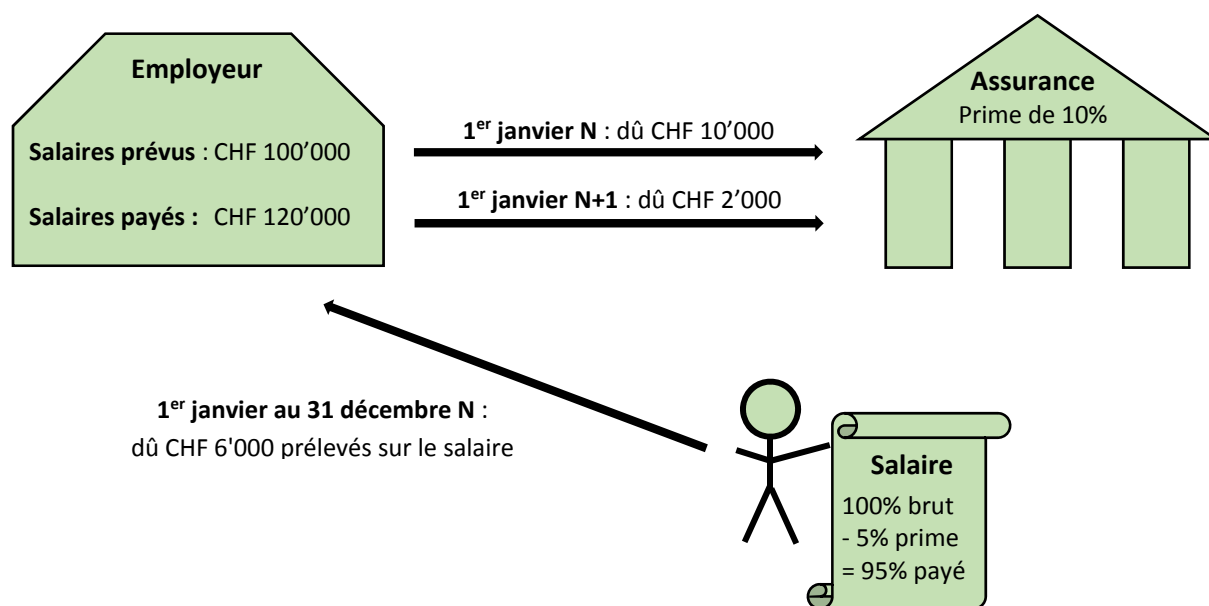 Employeur
Salaires prévus : CHF 100’000
Salaires payés : CHF 120’000
1er janvier N : dû CHF 10’000
1er janvier N+1 : dû CHF 2’000
Assurance
Prime de 10%
1er janvier au 31 décembre N :
dû CHF 6'000 prélevés sur le salaire
Salaire
100% brut
- 5% prime
= 95% payé